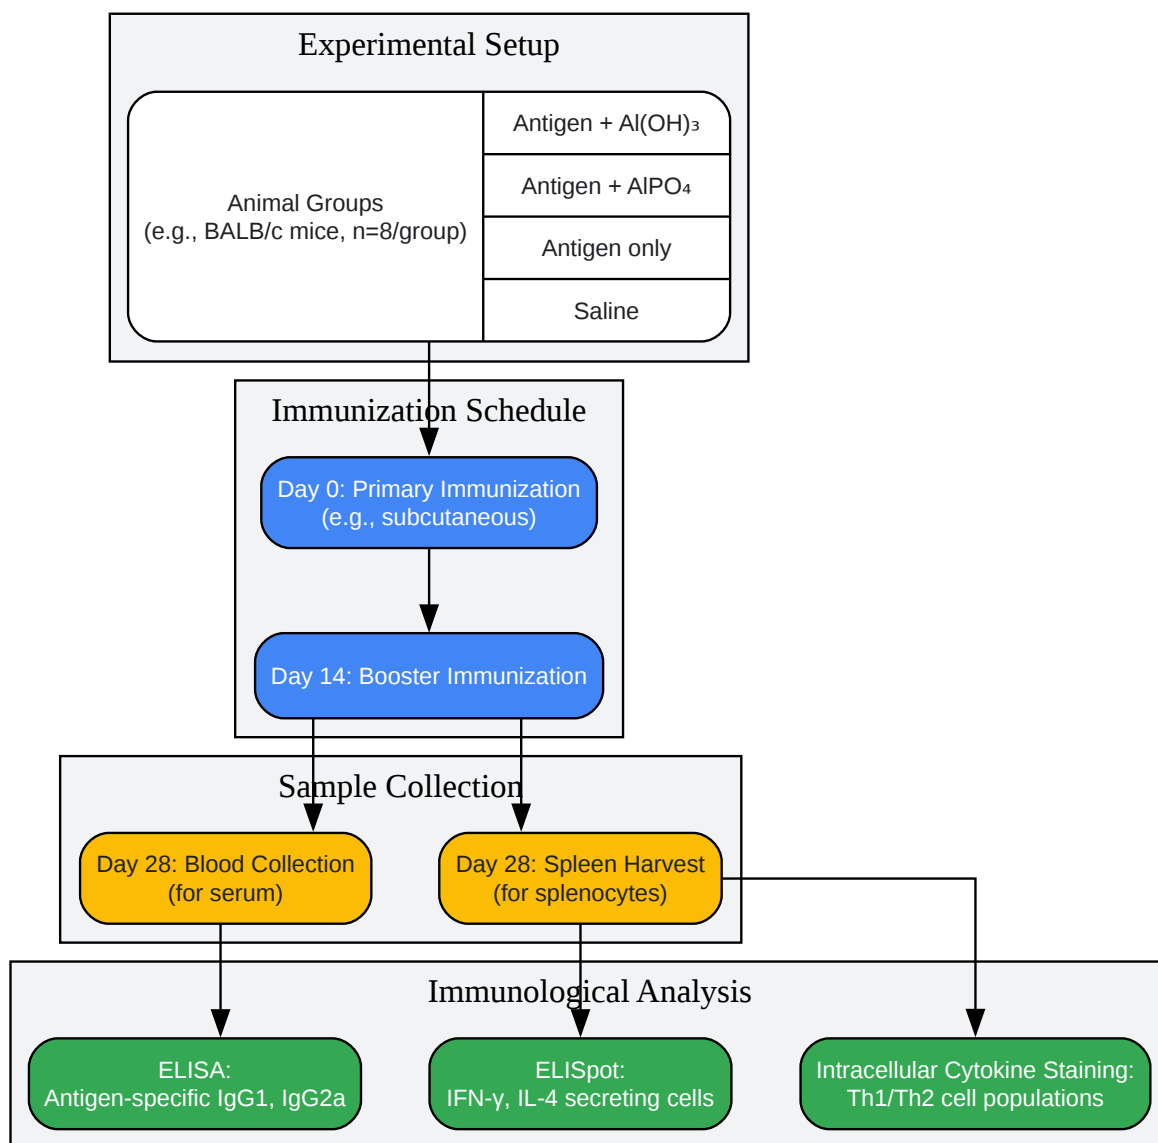 Experimental Setup
Animal Groups
(e.g., BALB/c mice, n=8/group)
Antigen + Al(OH)₃
Antigen + AlPO₄
Antigen only
Saline
Immunization Schedule
Day 0: Primary Immunization
(e.g., subcutaneous)
Day 14: Booster Immunization
Sample Collection
Day 28: Blood Collection
(for serum)
Day 28: Spleen Harvest
(for splenocytes)
Immunological Analysis
ELISA:
Antigen-specific IgG1, IgG2a
ELISpot:
IFN-γ, IL-4 secreting cells
Intracellular Cytokine Staining:
Th1/Th2 cell populations